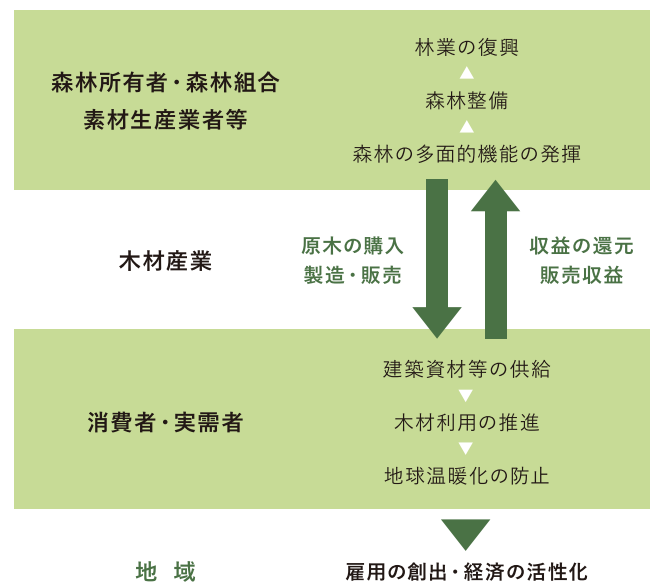 森林所有者・森林組合
素材生産業者等
林業の復興
森林整備
森林の多面的機能の発揮
木材産業
原木の購入
製造・販売
収益の還元
販売収益
消費者・実需者
建築資材等の供給
木材利用の推進
地球温暖化の防止
地 域
雇用の創出・経済の活性化